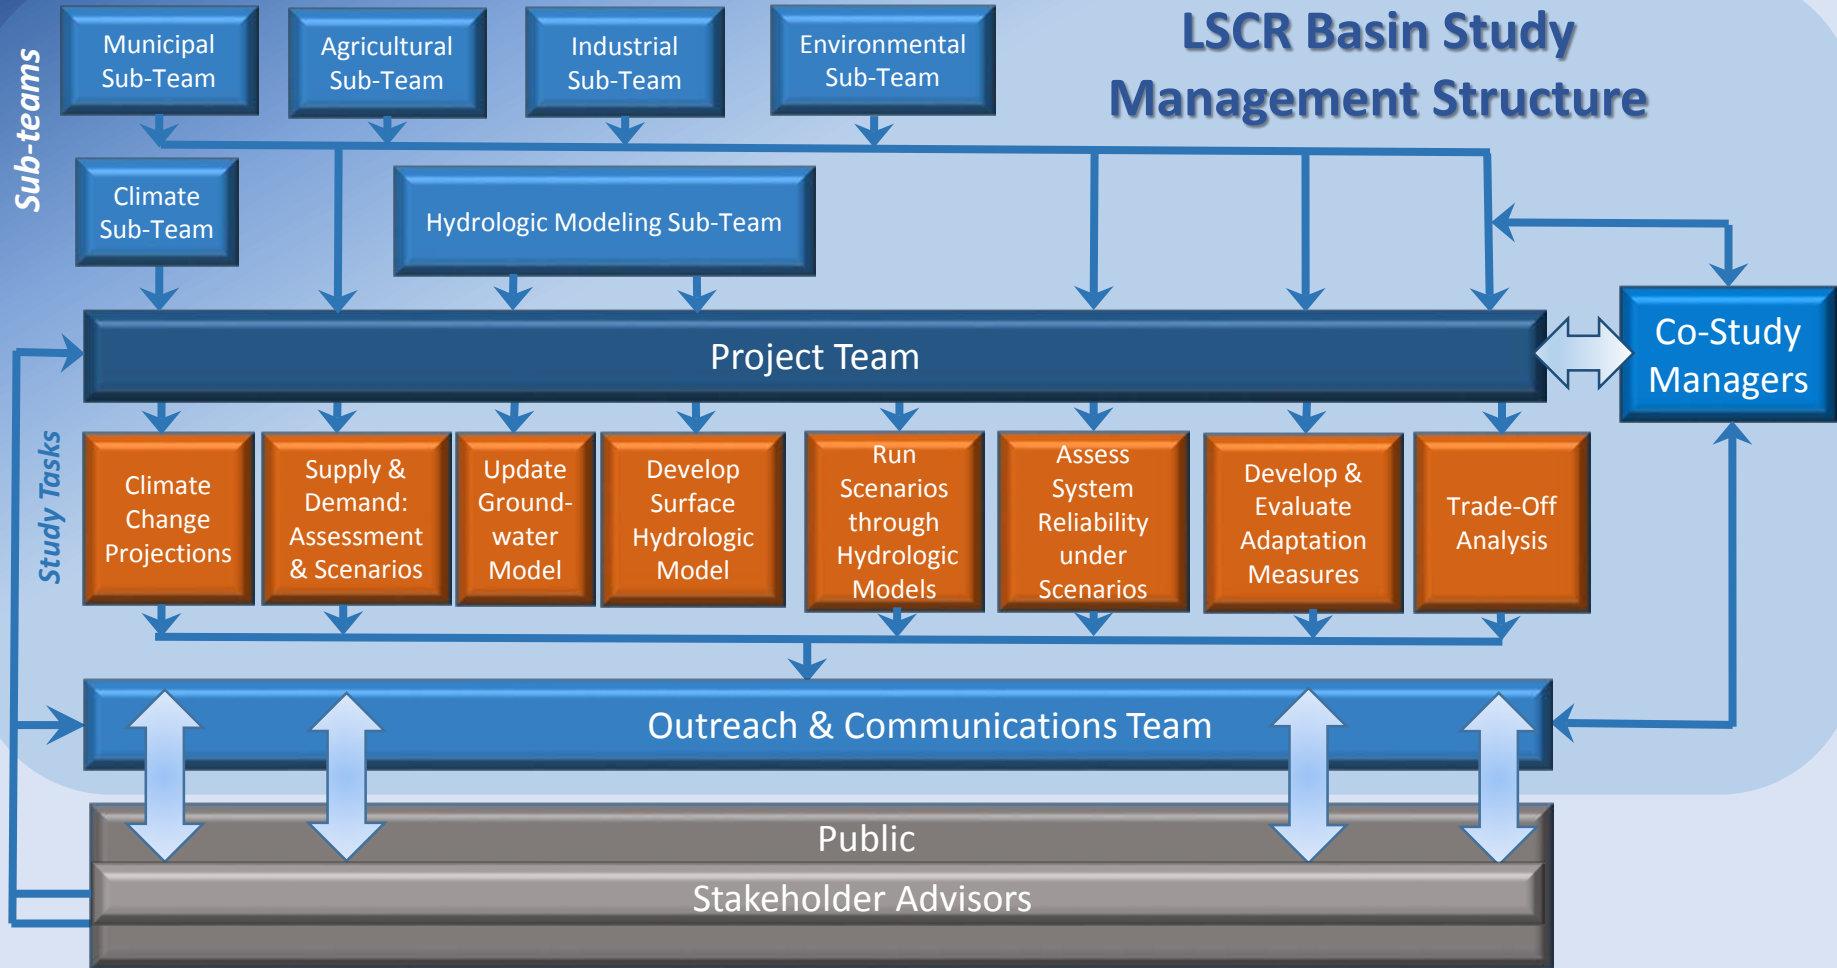 LSCR Basin Study
Management Structure
Sub-teams
Municipal
Sub-Team
Agricultural
Sub-Team
Industrial
Sub-Team
Environmental
Sub-Team
Climate
Sub-Team
Hydrologic Modeling Sub-Team
Project Team
Co-Study
Managers
Study Tasks
Climate
Change
Projections
Supply &
Demand:
Assessment
& Scenarios
Update
Ground-
water
Model
Develop
Surface
Hydrologic
Model
Run
Scenarios
through
Hydrologic
Models
Assess
System
Reliability
under
Scenarios
Develop &
Evaluate
Adaptation
Measures
Trade-Off
Analysis
Outreach & Communications Team
Public
Stakeholder Advisors